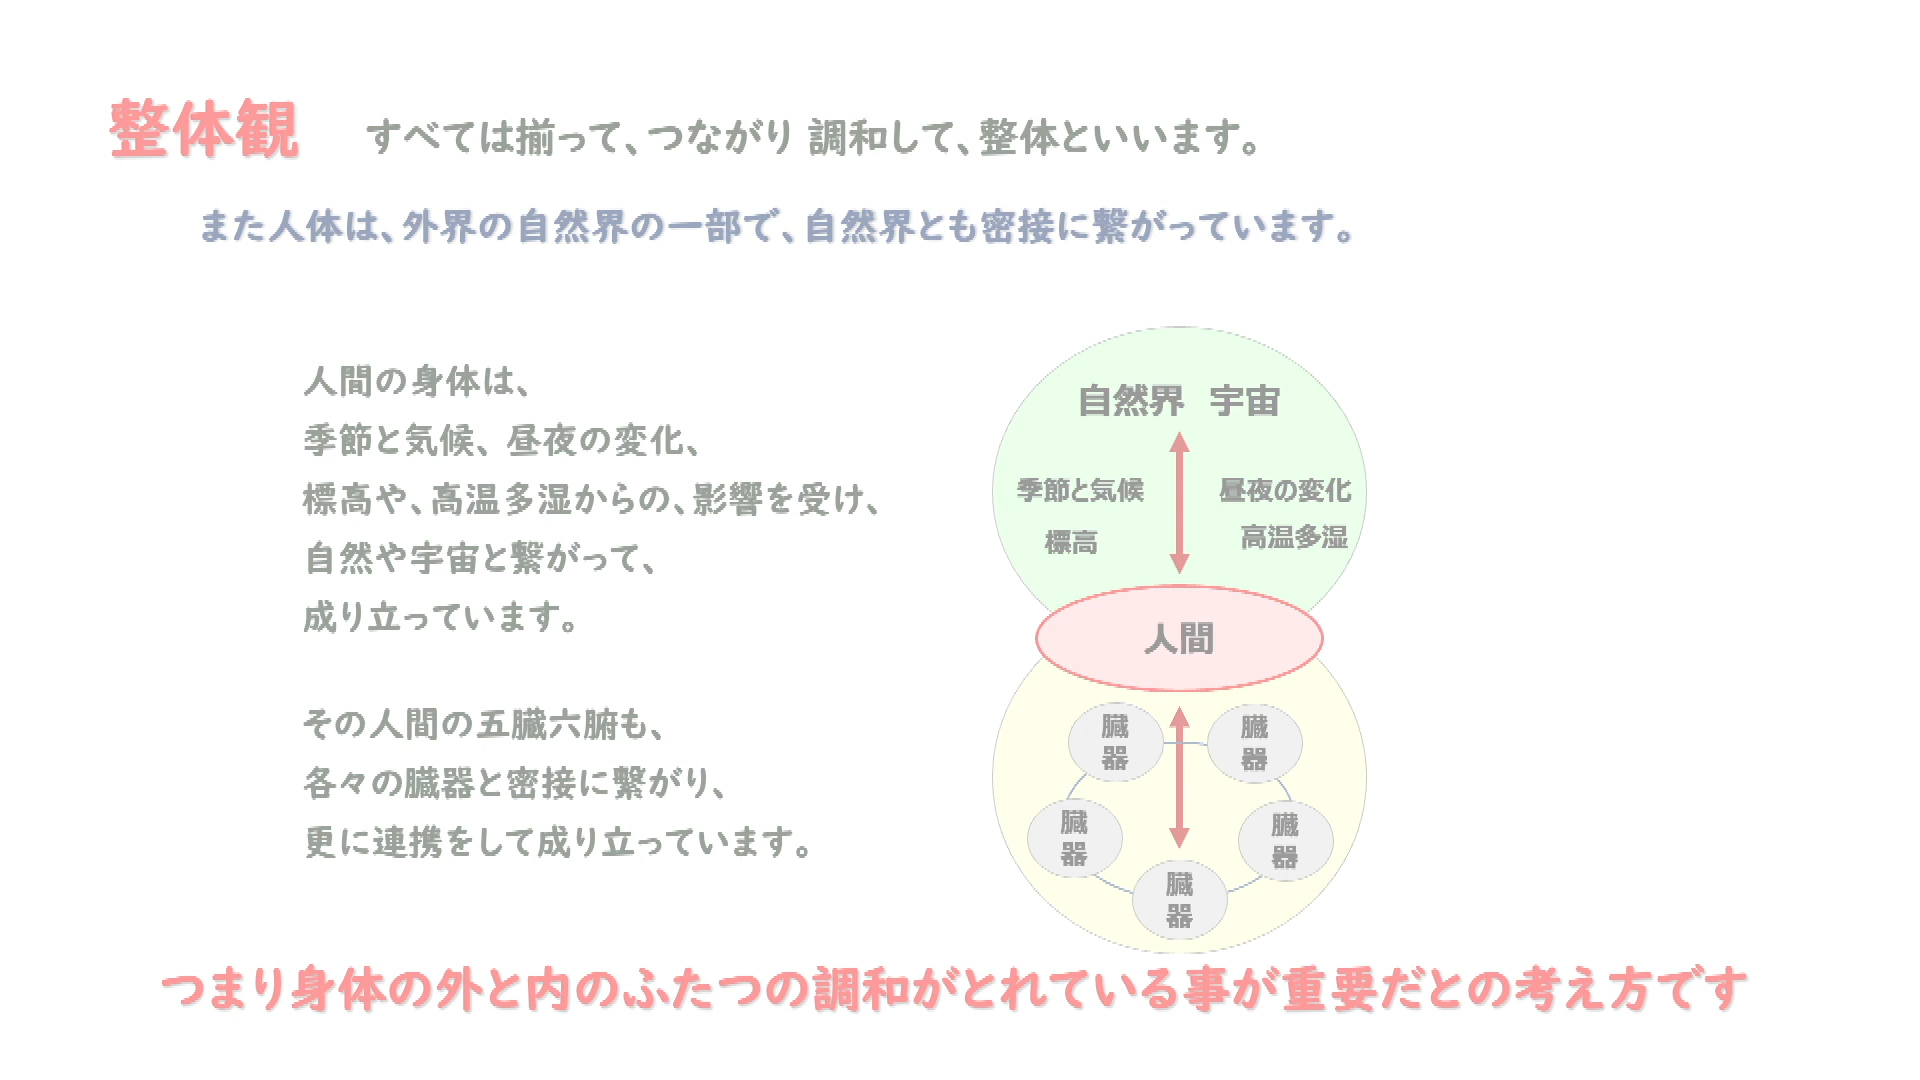 整体観 すべては揃って、つながり 調和して、整体といいます。
また人体は、外界の自然界の一部で、自然界とも密接に繋がっています。
人間の身体は、
季節と気候、昼夜の変化、
標高や、高温多湿からの、影響を受け、
自然や宇宙と繋がって、
成り立っています。
その人間の五臓六腑も、
各々の臓器と密接に繋がり、
更に連携をして成り立っています。
自然界 宇宙
季節と気候 昼夜の変化
標高 高温多湿
人間
臓器
臓器
臓器
臓器
臓器
つまり身体の外と内のふたつの調和がとれている事が重要だとの考え方です